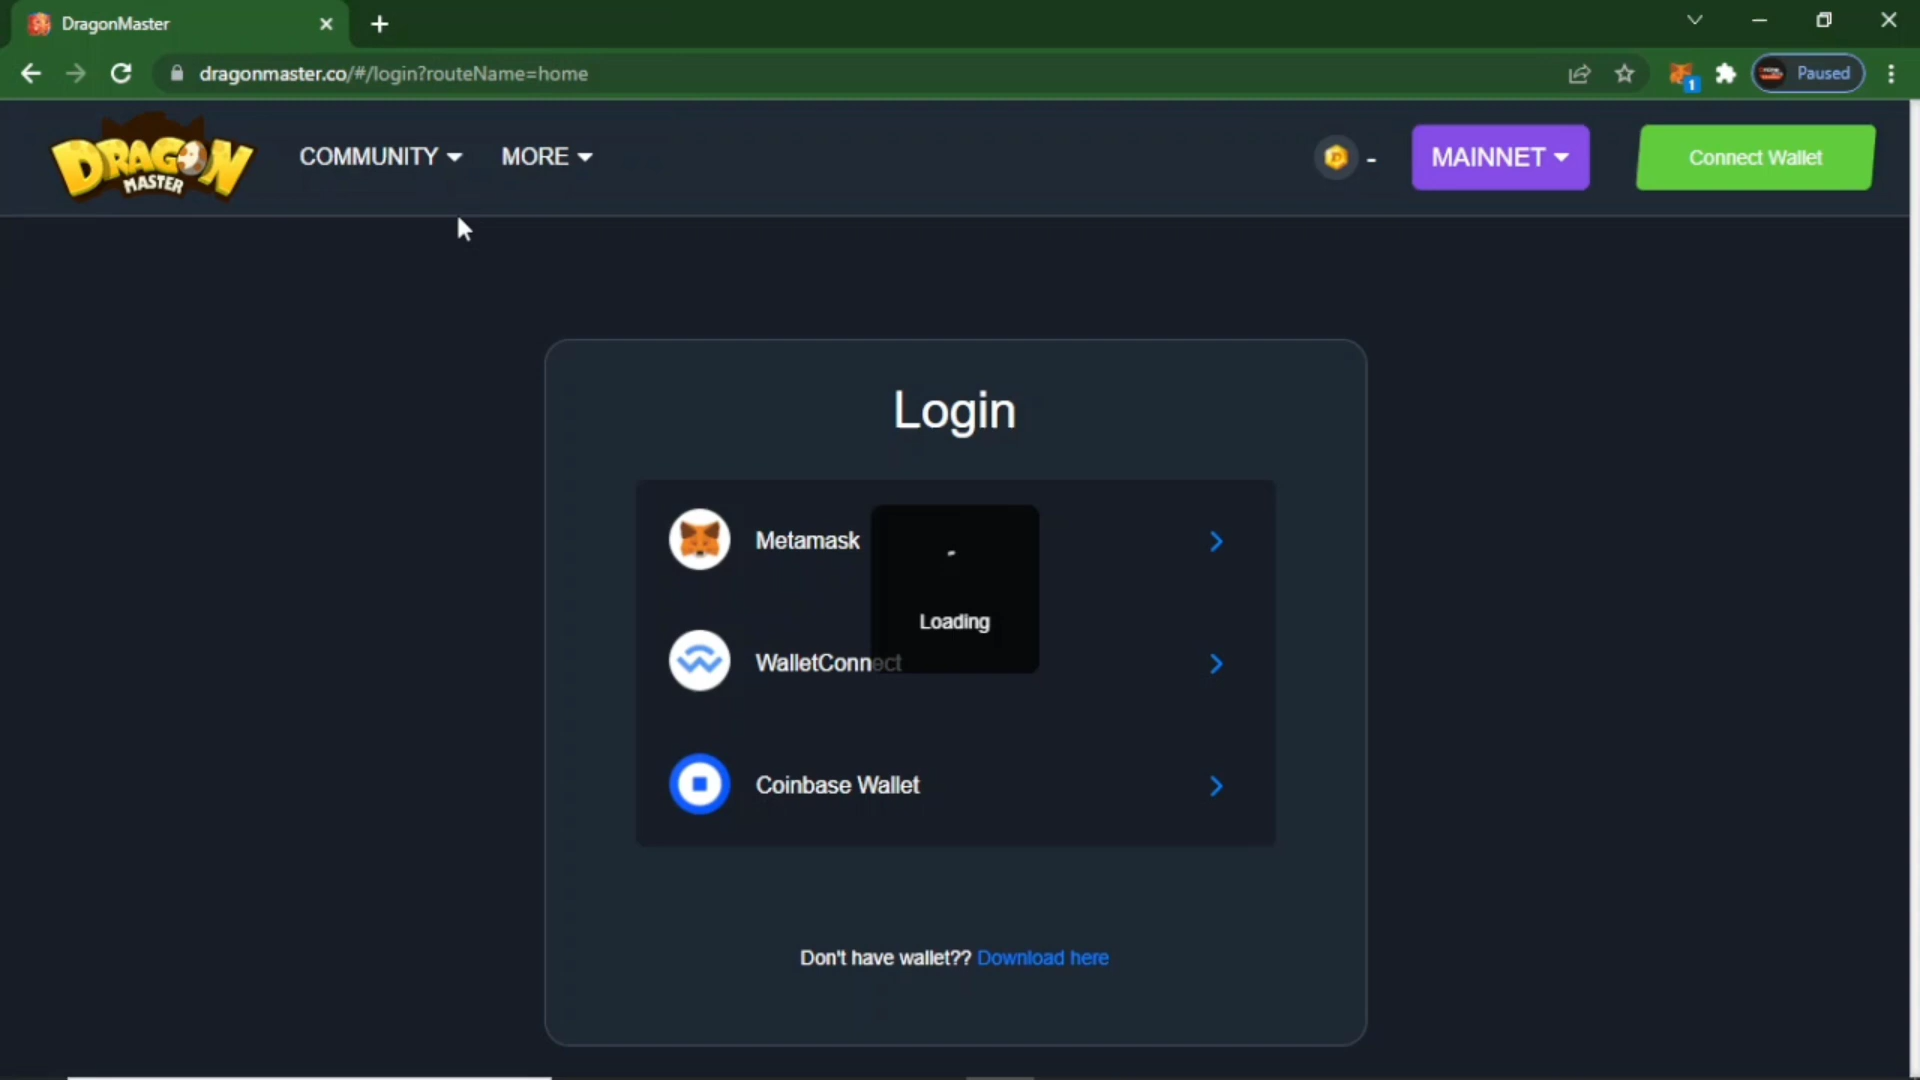 DragonMaster
dragonmaster.co/#/login?routeName=home
1
Paused
DRAGON
MASTER
COMMUNITY
MORE
-
MAINNET
Connect Wallet
Login
Metamask
Loading
WalletConnect
Coinbase Wallet
Don't have wallet?? Download here